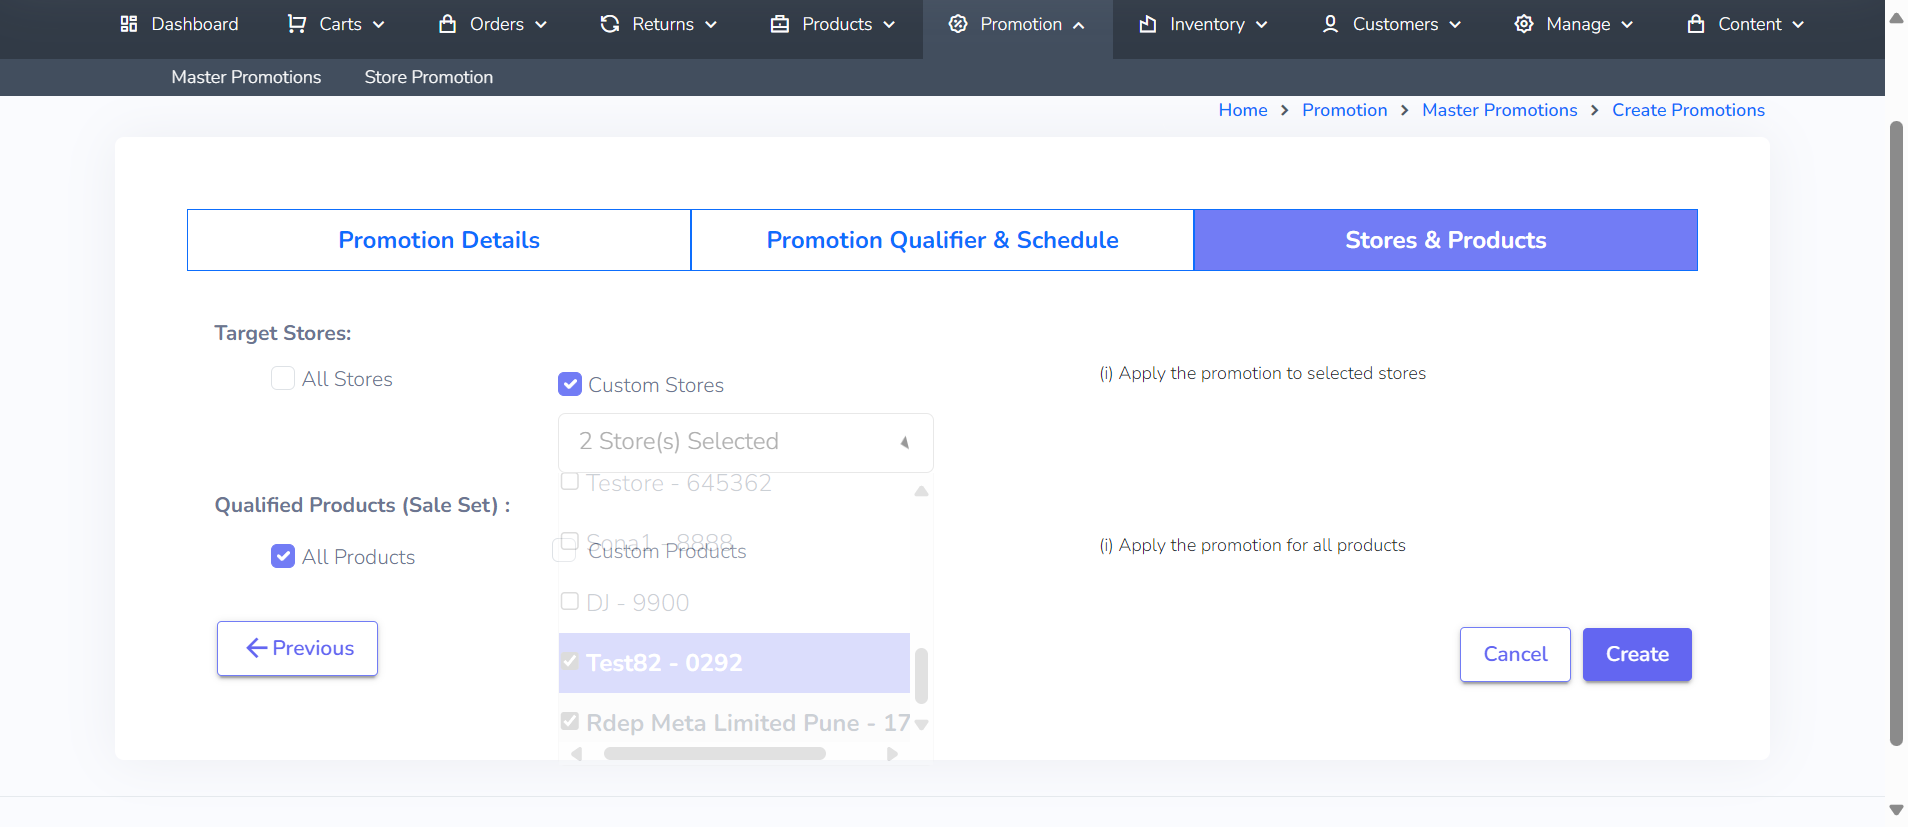 Dashboard
Carts
Orders
Returns
Products
Promotion
Inventory
Customers
Manage
Content
Master Promotions
Store Promotion
Home > Promotion > Master Promotions > Create Promotions
Promotion Details
Promotion Qualifier & Schedule
Stores & Products
Target Stores:
All Stores
Custom Stores
(i) Apply the promotion to selected stores
2 Store(s) Selected
Testore - 645362
Qualified Products (Sale Set) :
Sona1 - 8888
All Products
Custom Products
(i) Apply the promotion for all products
DJ - 9900
Previous
Test82 - 0292
Cancel
Create
Rdep Meta Limited Pune - 17